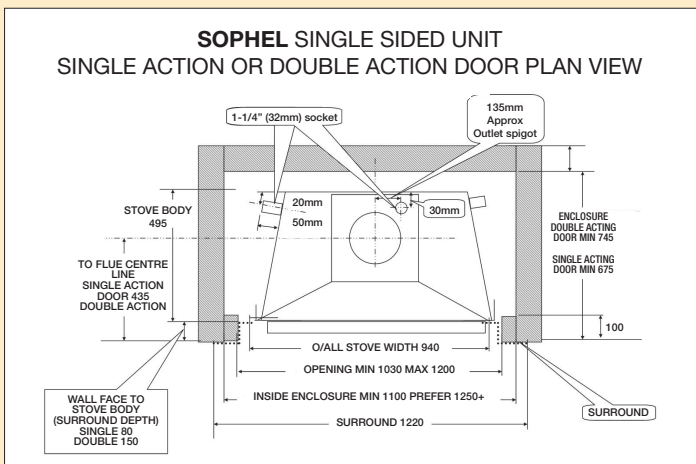 SOPHEL SINGLE SIDED UNIT
SINGLE ACTION OR DOUBLE ACTION DOOR PLAN VIEW
1-1/4" (32mm) socket
135mm
Approx
Outlet spigot
STOVE BODY
495
20mm
50mm
30mm
ENCLOSURE
DOUBLE ACTING
DOOR MIN 745
SINGLE ACTING
DOOR MIN 675
TO FLUE CENTRE
LINE
SINGLE ACTION
DOOR 435
DOUBLE ACTION
100
O/ALL STOVE WIDTH 940
OPENING MIN 1030 MAX 1200
INSIDE ENCLOSURE MIN 1100 PREFER 1250+
SURROUND 1220
WALL FACE TO
STOVE BODY
(SURROUND DEPTH)
SINGLE 80
DOUBLE 150
SURROUND